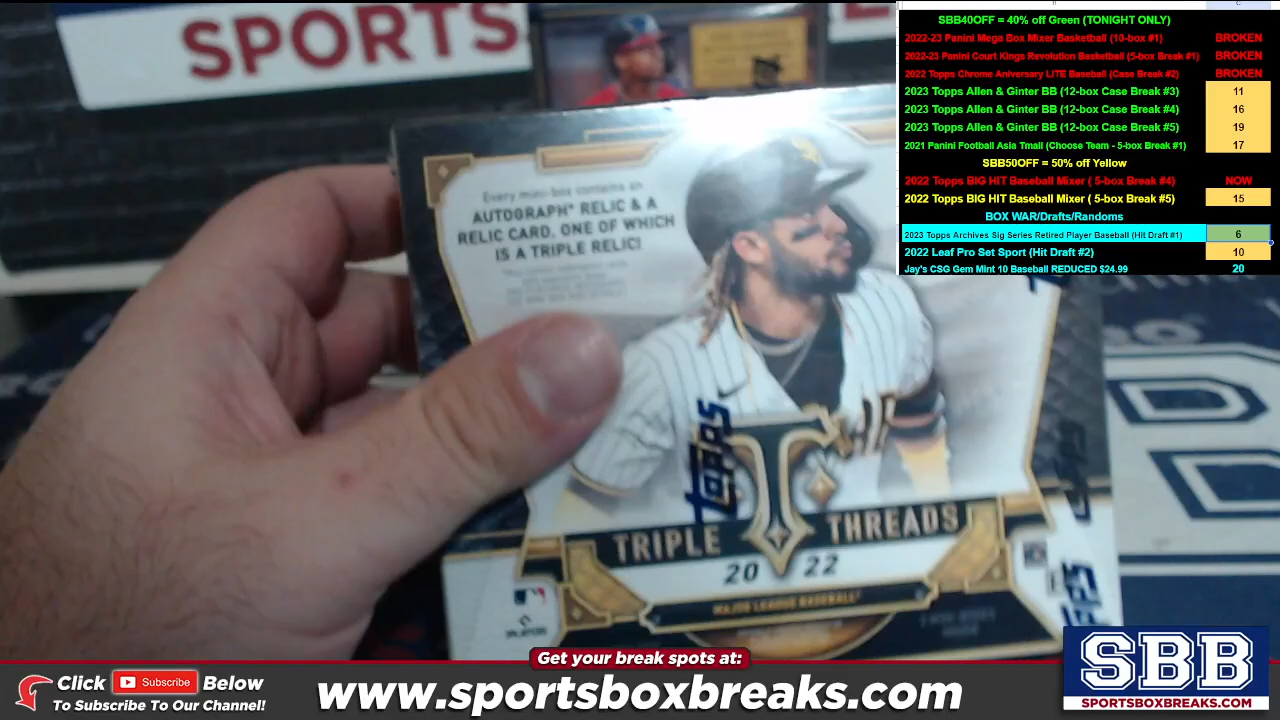 SPORTS
SBB40OFF = 40% off Green (TONIGHT ONLY)
2022-23 Panini Mega Box Mixer Basketball (10-box #1) BROKEN
2022-23 Panini Court Kings Revolution Basketball (5-box Break #1) BROKEN
2022 Topps Chrome Aniversary LITE Baseball (Case Break #2) BROKEN
2023 Topps Allen & Ginter BB (12-box Case Break #3) 11
2023 Topps Allen & Ginter BB (12-box Case Break #4) 16
2023 Topps Allen & Ginter BB (12-box Case Break #5) 19
2021 Panini Football Asia Tmall (Choose Team - 5-box Break #1) 17
SBB50OFF = 50% off Yellow
2022 Topps BIG HIT Baseball Mixer ( 5-box Break #4) NOW
2022 Topps BIG HIT Baseball Mixer ( 5-box Break #5) 15
BOX WAR/Drafts/Randoms
2023 Topps Archives Sig Series Retired Player Baseball (Hit Draft #1) 6
2022 Leaf Pro Set Sport (Hit Draft #2) 10
Jay's CSG Gem Mint 10 Baseball REDUCED $24.99 20
Every mini-box contains an
AUTOGRAPH* RELIC & A
RELIC CARD, ONE OF WHICH
IS A TRIPLE RELIC!
topps
T
TRIPLE THREADS
20 22
MAJOR LEAGUE BASEBALL
Get your break spots at:
Click Subscribe Below
To Subscribe To Our Channel!
www.sportsboxbreaks.com
SBB
SPORTSBOXBREAKS.COM